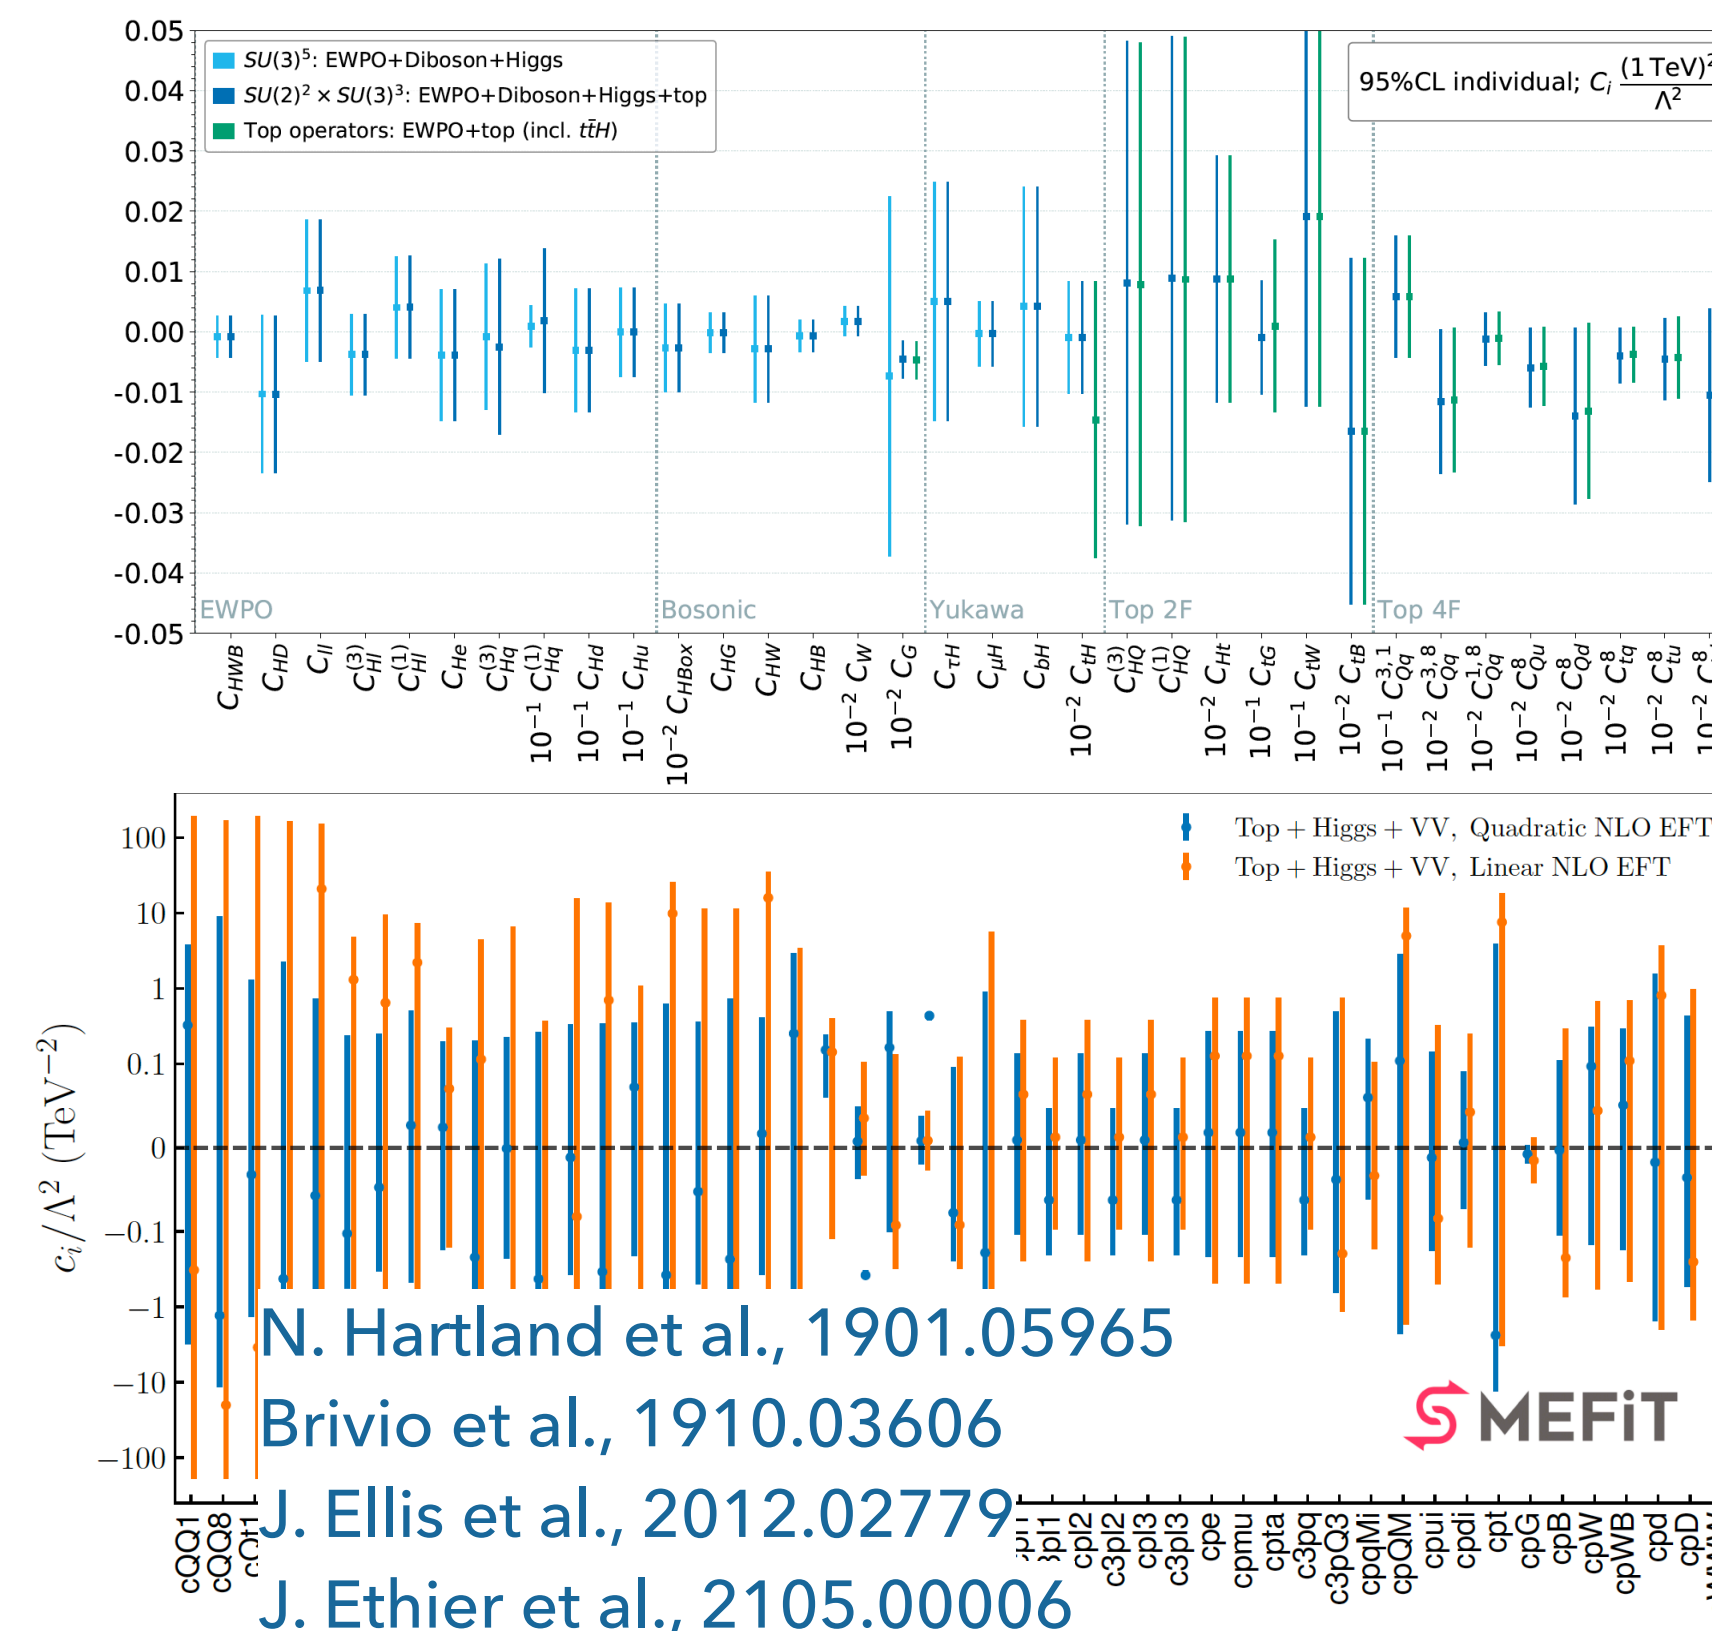 0.05
0.04
0.03
0.02
0.01
0.00
-0.01
-0.02
-0.03
-0.04
-0.05
SU(3)⁵: EWPO+Diboson+Higgs
SU(2)² × SU(3)³: EWPO+Diboson+Higgs+top
Top operators: EWPO+top (incl. tt̄H)
95%CL individual; C_i (1 TeV)² / Λ²
EWPO
Bosonic
Yukawa
Top 2F
Top 4F
C_HWB
C_HD
C_ll
C_Hl^(3)
C_Hl^(1)
C_He
C_Hq^(3)
10⁻¹ C_Hq^(1)
10⁻¹ C_Hd
10⁻¹ C_Hu
10⁻² C_HBox
C_HG
C_HW
C_HB
10⁻² C_W
10⁻² C_G
C_τH
C_μH
C_bH
10⁻² C_tH
C_HQ^(3)
C_HQ^(1)
10⁻² C_Ht
10⁻¹ C_tG
10⁻¹ C_tW
10⁻² C_tB
10⁻¹ C_Qq^3,1
10⁻² C_Qq^3,8
10⁻² C_Qq^1,8
10⁻² C_Qu^8
10⁻² C_Qd^8
10⁻² C_tq^8
10⁻² C_tu^8
c_i/Λ² (TeV⁻²)
100
10
1
0.1
0
−0.1
−1
−10
−100
Top + Higgs + VV, Quadratic NLO EFT
Top + Higgs + VV, Linear NLO EFT
N. Hartland et al., 1901.05965
Brivio et al., 1910.03606
J. Ellis et al., 2012.02779
J. Ethier et al., 2105.00006
SMEFiT
cQQ1
cQQ8
cQt1
cpl2
c3pl2
cpl3
c3pl3
cpe
cpmu
cpta
c3pq
c3pQ3
cpqMi
cpQM
cpui
cpdi
cpt
cpG
cpB
cpW
cpWB
cpd
cpD